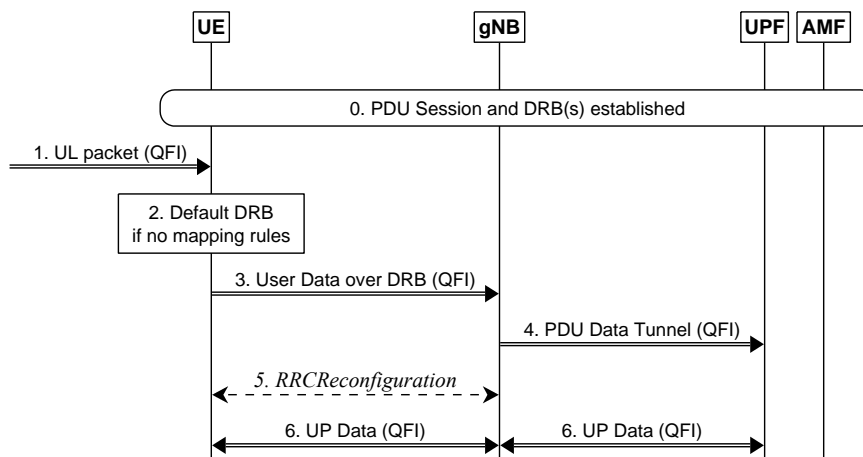 UE
gNB
UPF
AMF
0. PDU Session and DRB(s) established
1. UL packet (QFI)
2. Default DRB
if no mapping rules
3. User Data over DRB (QFI)
4. PDU Data Tunnel (QFI)
5. RRCReconfiguration
6. UP Data (QFI)
6. UP Data (QFI)